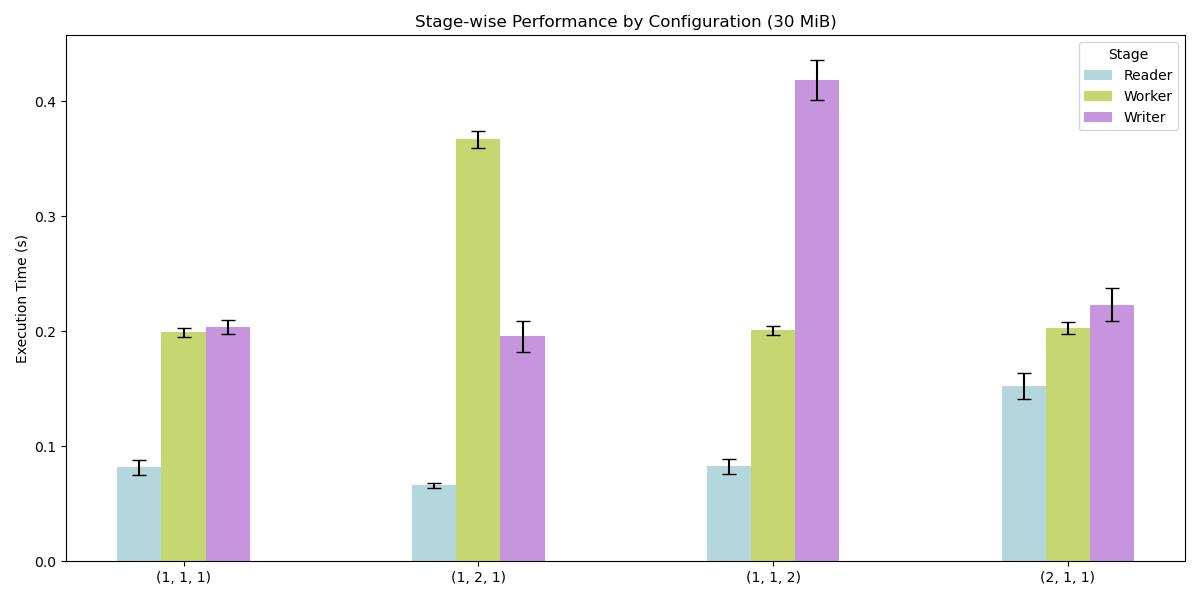 Stage-wise Performance by Configuration (30 MiB)
Stage
Reader
Worker
Writer
Execution Time (s)
0.4
0.3
0.2
0.1
0.0
(1, 1, 1)
(1, 2, 1)
(1, 1, 2)
(2, 1, 1)